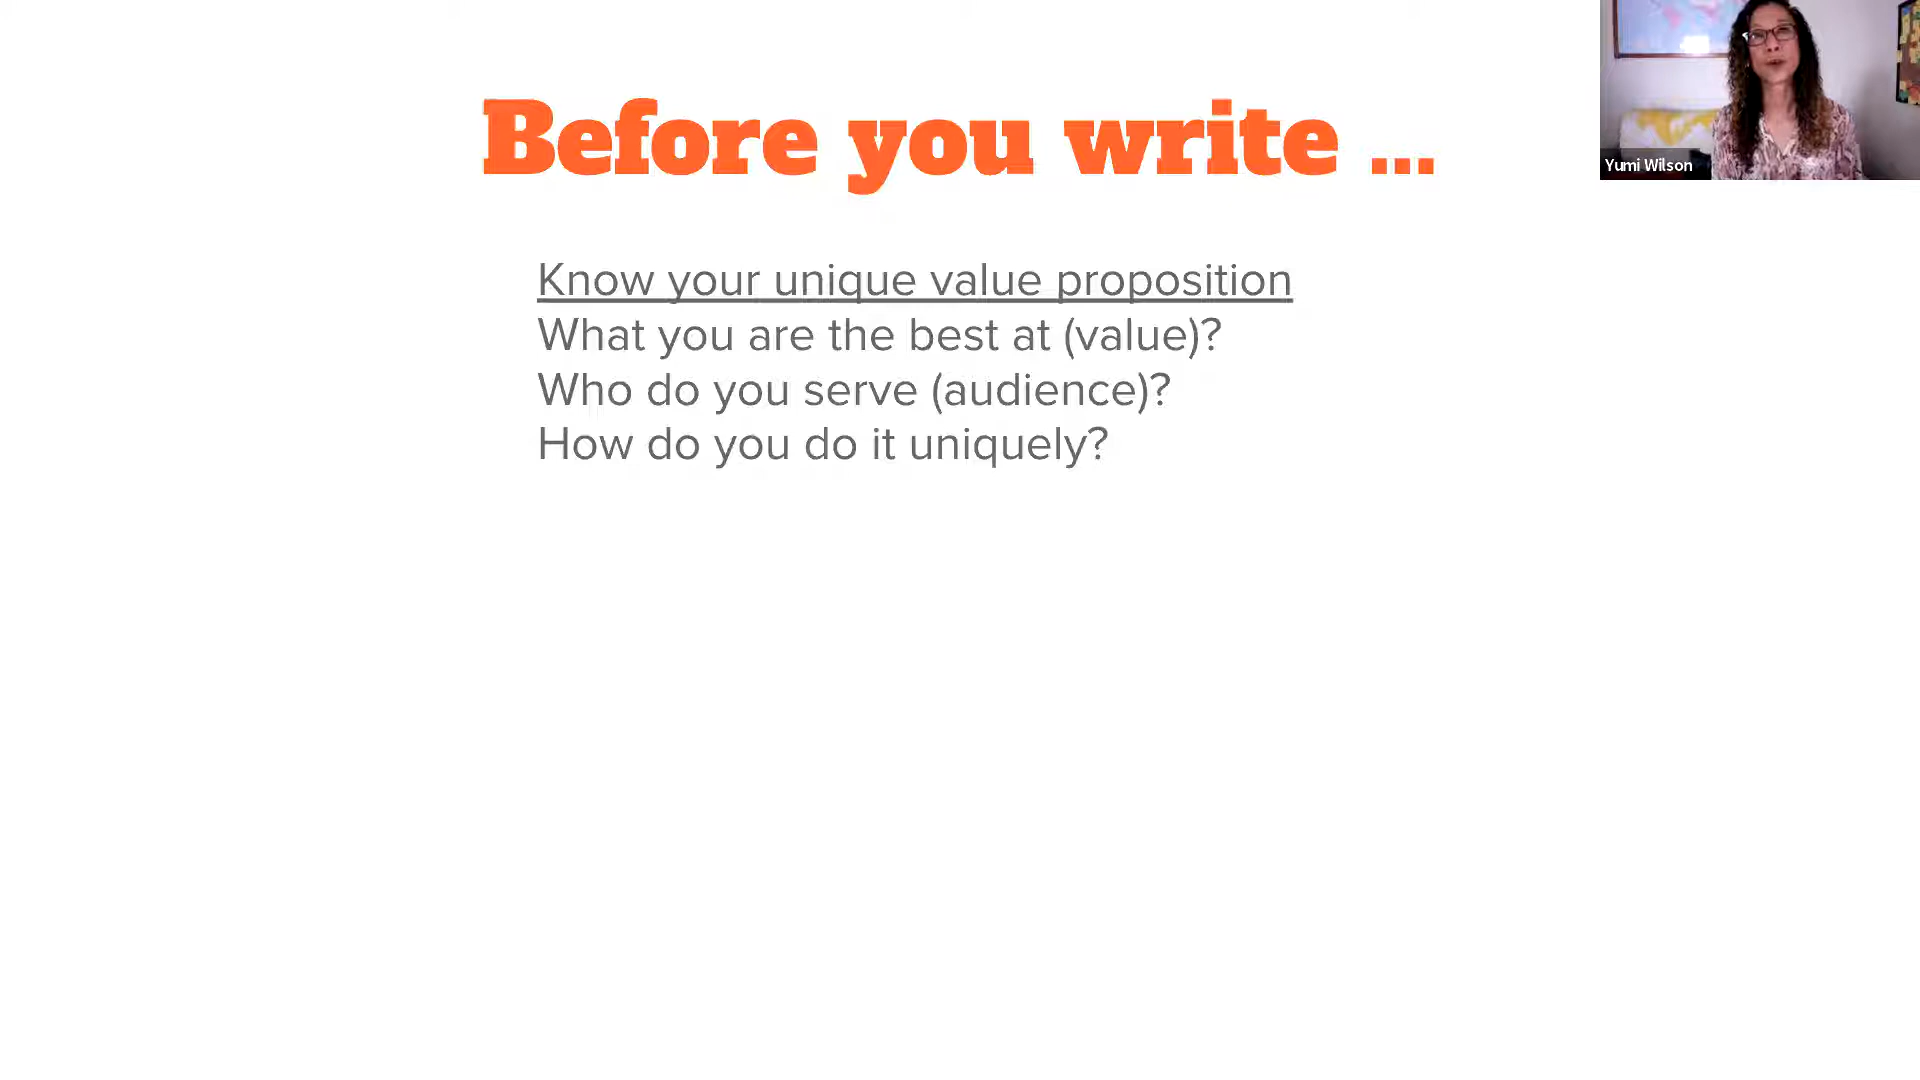 Before you write ...
Know your unique value proposition
What you are the best at (value)?
Who do you serve (audience)?
How do you do it uniquely?
Yumi Wilson